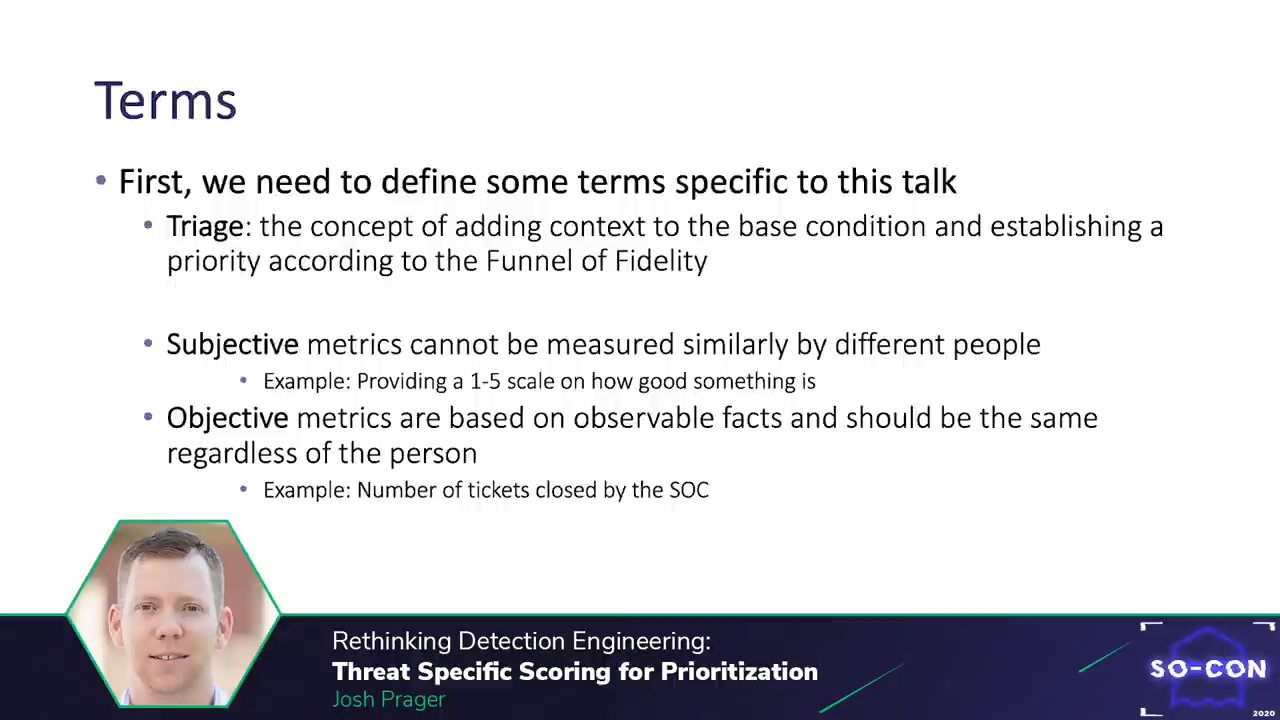 Terms
• First, we need to define some terms specific to this talk
• Triage: the concept of adding context to the base condition and establishing a
priority according to the Funnel of Fidelity
• Subjective metrics cannot be measured similarly by different people
• Example: Providing a 1-5 scale on how good something is
• Objective metrics are based on observable facts and should be the same
regardless of the person
• Example: Number of tickets closed by the SOC
Rethinking Detection Engineering:
Threat Specific Scoring for Prioritization
Josh Prager
SO-CON
2020